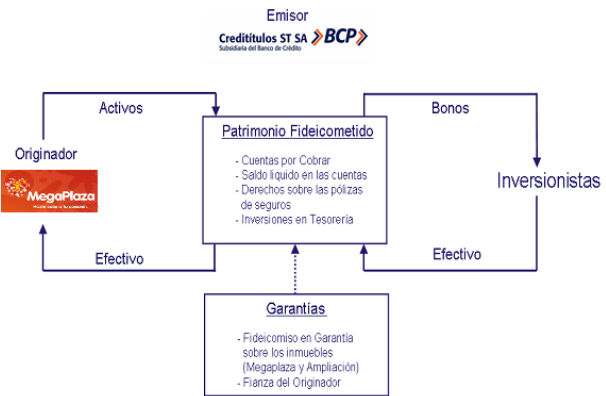 Emisor
Creditítulos ST SA BCP
Subsidiaria del Banco de Crédito
Activos
Bonos
Patrimonio Fideicometido
- Cuentas por Cobrar
- Saldo liquido en las cuentas
- Derechos sobre las pólizas
de seguros
- Inversiones en Tesorería
Originador
MegaPlaza
Inversionistas
Efectivo
Efectivo
Garantías
- Fideicomiso en Garantía
sobre los inmuebles
(Megaplaza y Ampliación)
- Fianza del Originador